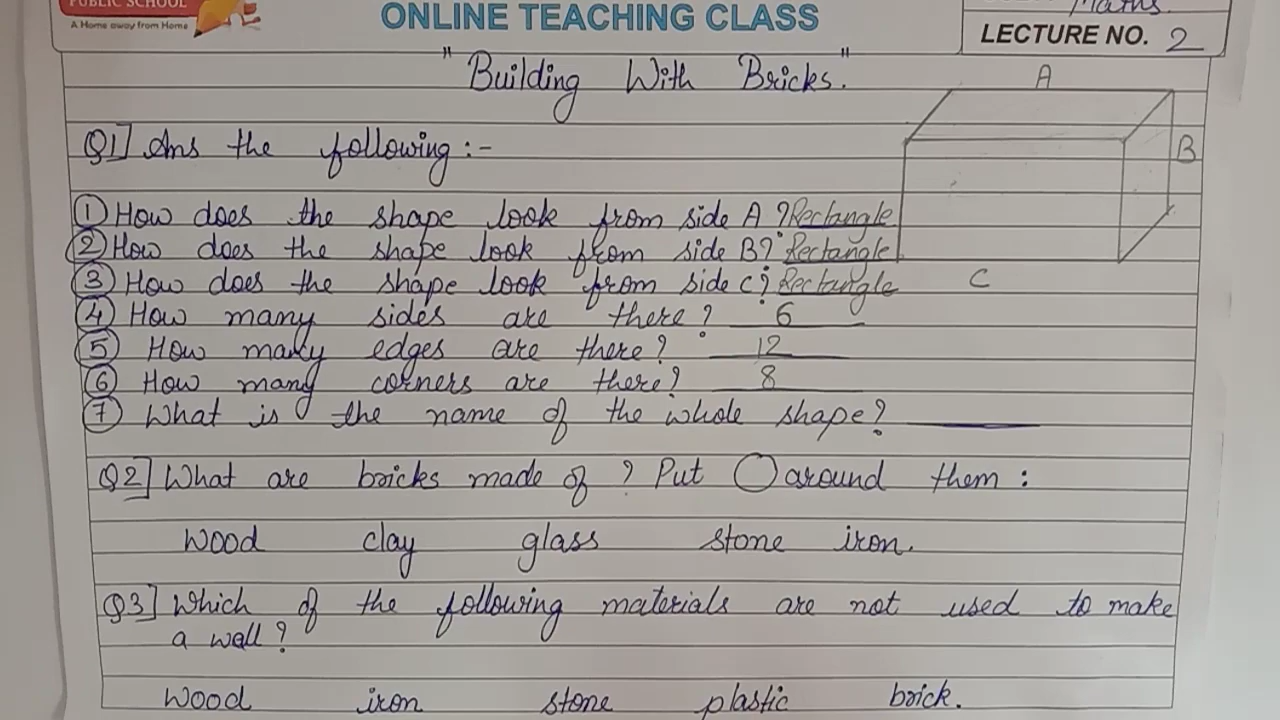 PUBLIC SCHOOL
A Home away from Home
ONLINE TEACHING CLASS
Maths.
LECTURE NO. 2
"Building With Bricks."
A
B
C
Q1] Ans the following :-
1 How does the shape look from side A ? Rectangle
2 How does the shape look from side B? Rectangle
3 How does the shape look from side C? Rectangle
4 How many sides are there? 6
5 How many edges are there? 12
6 How many corners are there? 8
7 What is the name of the whole shape?
Q2] What are bricks made of ? Put around them :
Wood clay glass stone iron.
Q3] Which of the following materials are not used to make
a wall?
Wood iron stone plastic brick.